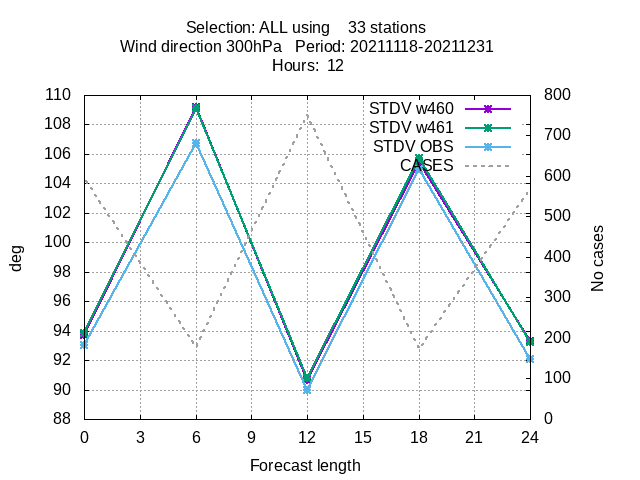 Selection: ALL using    33 stations
Wind direction 300hPa   Period: 20211118-20211231
Hours:  12
110
108
106
104
102
100
98
96
94
92
90
88
800
700
600
500
400
300
200
100
0
STDV w460
STDV w461
STDV OBS
CASES
deg
No cases
0 3 6 9 12 15 18 21 24
Forecast length